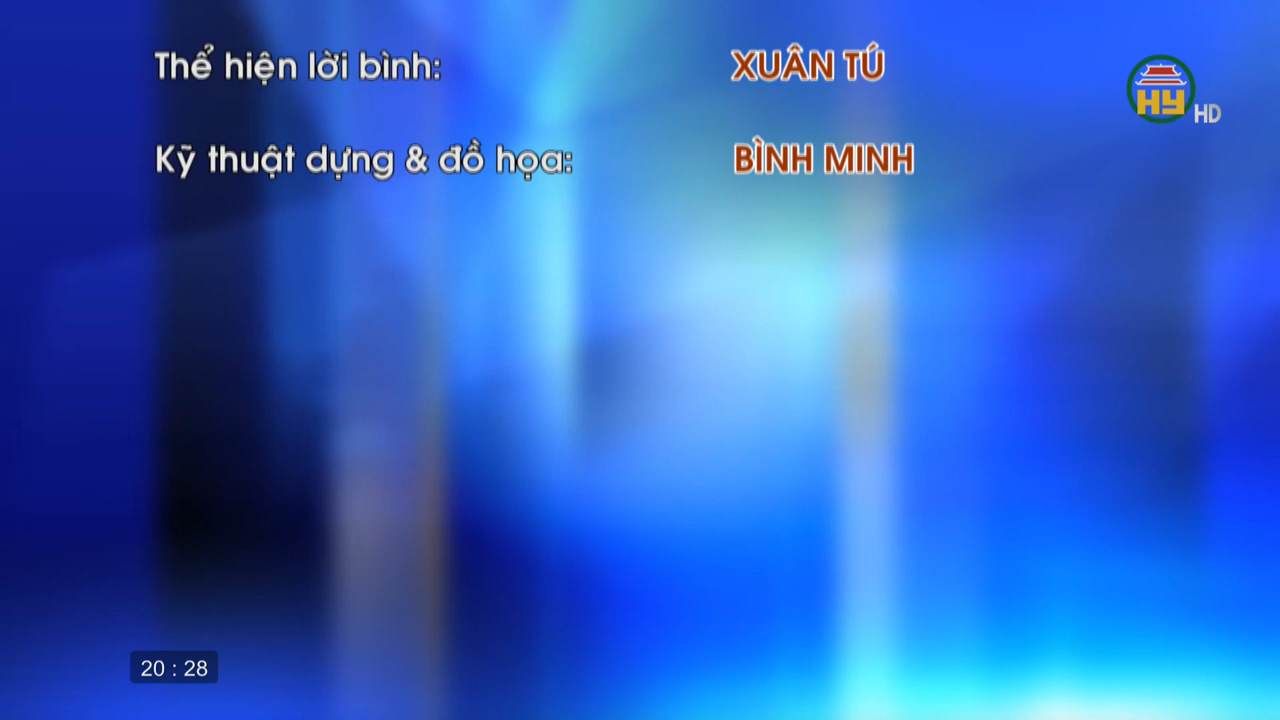 Thể hiện lời bình: XUÂN TÚ
HY HD
Kỹ thuật dựng & đồ họa: BÌNH MINH
20 : 28